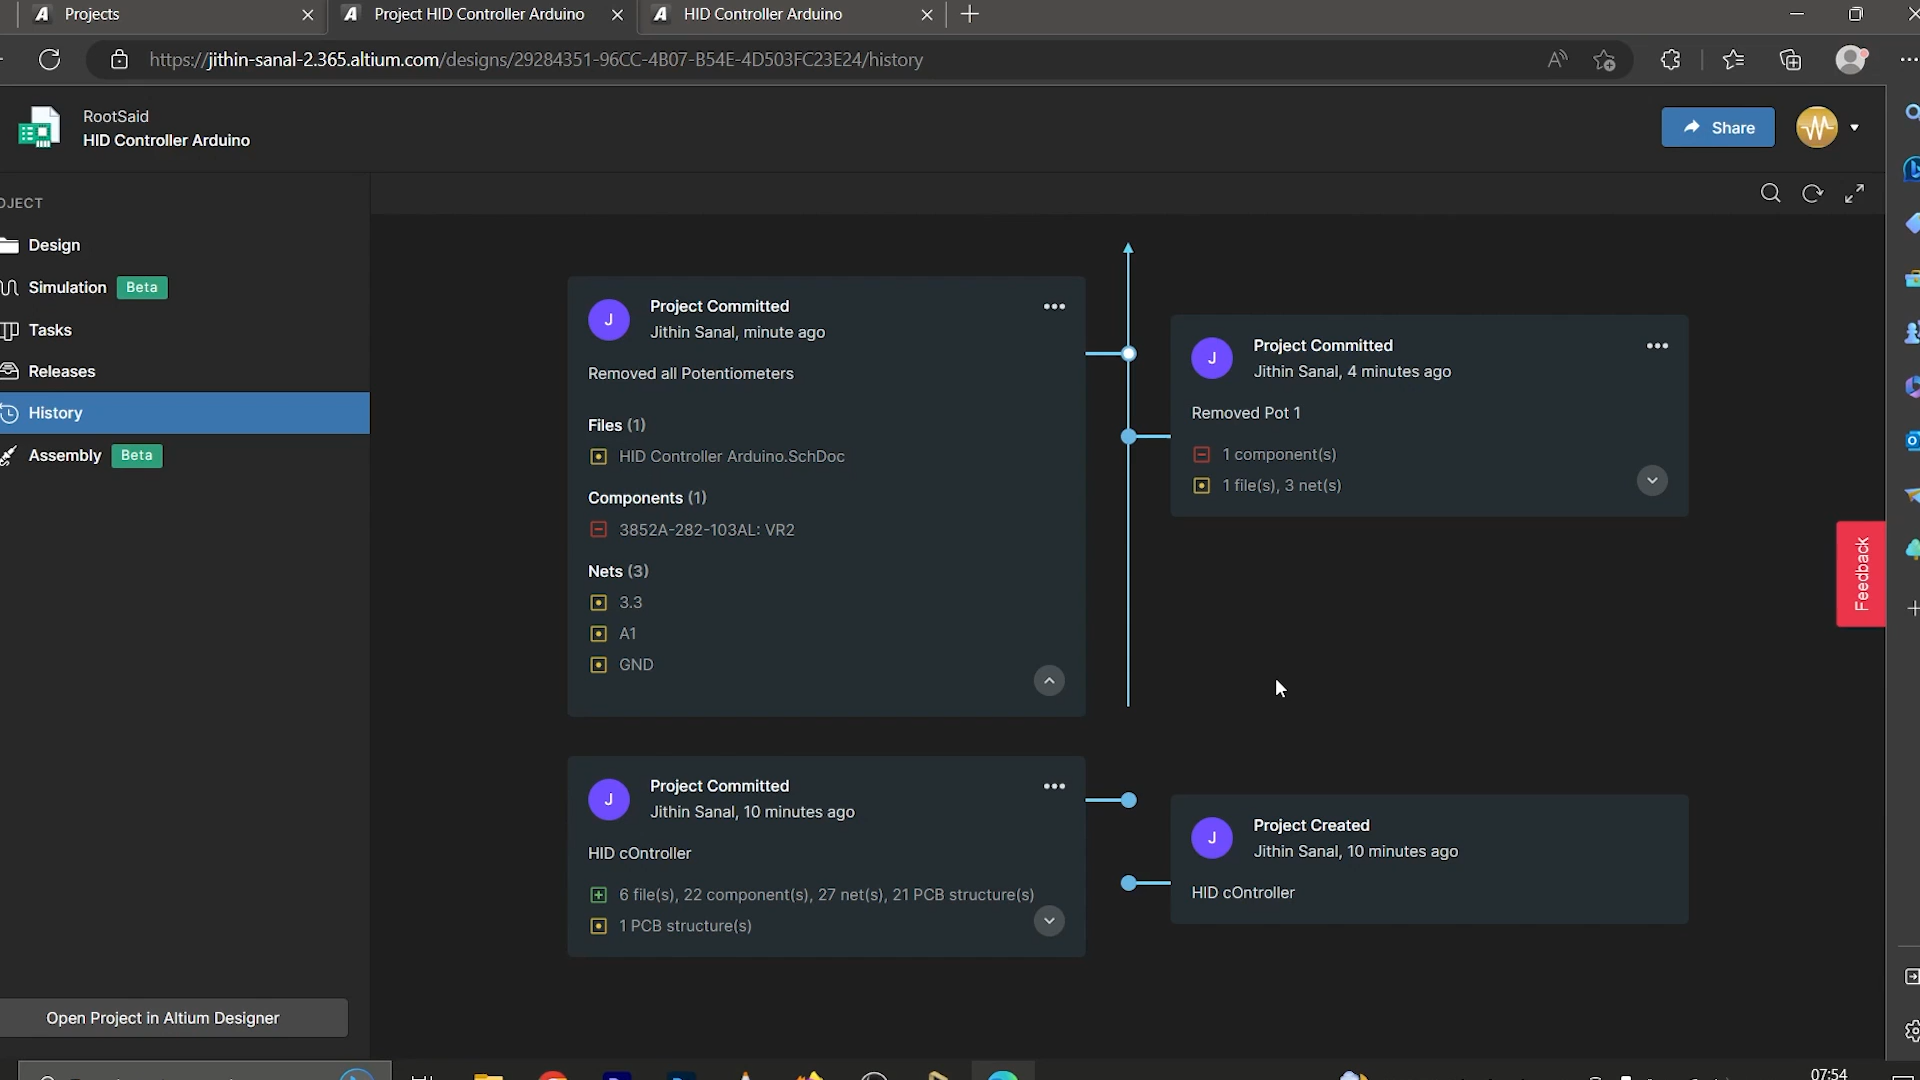 Projects
Project HID Controller Arduino
HID Controller Arduino
https://jithin-sanal-2.365.altium.com/designs/29284351-96CC-4B07-B54E-4D503FC23E24/history
RootSaid
HID Controller Arduino
Share
OJECT
Design
Simulation Beta
Tasks
Releases
History
Assembly Beta
Open Project in Altium Designer
J
Project Committed
Jithin Sanal, minute ago
Removed all Potentiometers
Files (1)
HID Controller Arduino.SchDoc
Components (1)
3852A-282-103AL: VR2
Nets (3)
3.3
A1
GND
J
Project Committed
Jithin Sanal, 4 minutes ago
Removed Pot 1
1 component(s)
1 file(s), 3 net(s)
J
Project Committed
Jithin Sanal, 10 minutes ago
HID cOntroller
6 file(s), 22 component(s), 27 net(s), 21 PCB structure(s)
1 PCB structure(s)
J
Project Created
Jithin Sanal, 10 minutes ago
HID cOntroller
Feedback
07:54